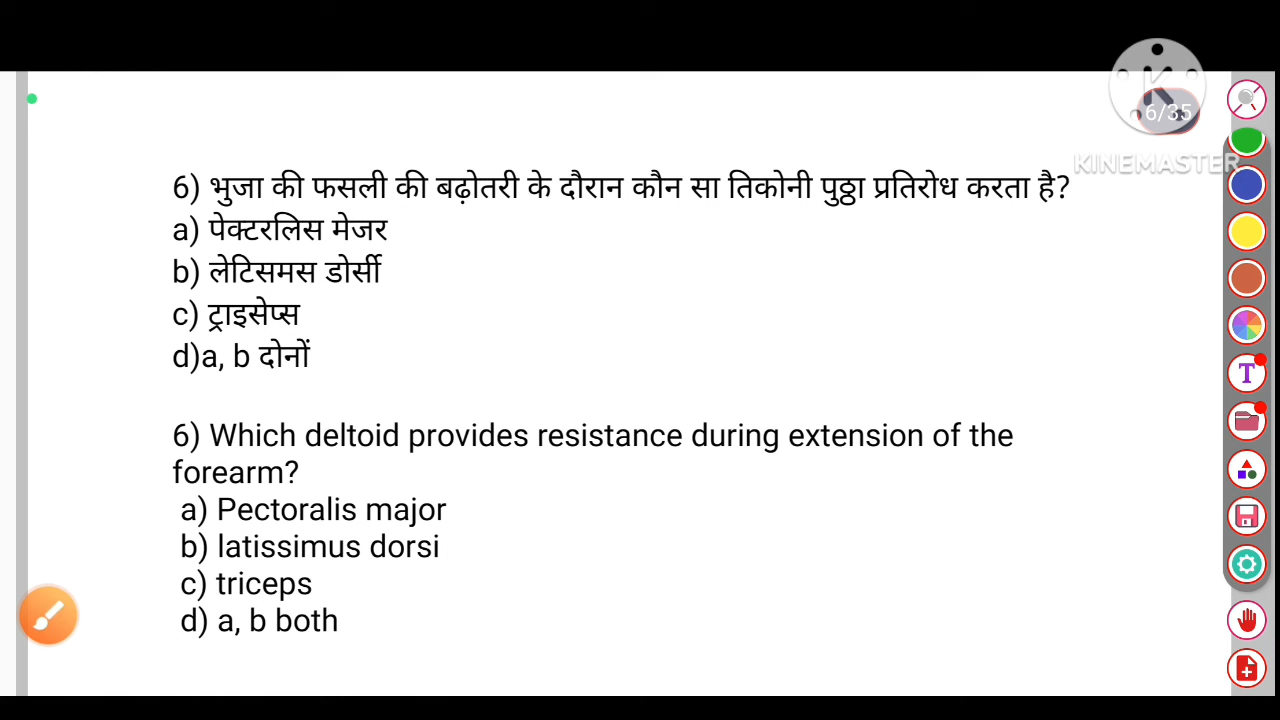 6/35
KINEMASTER
6) भुजा की फसली की बढ़ोतरी के दौरान कौन सा तिकोनी पुठ्ठा प्रतिरोध करता है?
a) पेक्टरलिस मेजर
b) लेटिसमस डोर्सी
c) ट्राइसेप्स
d)a, b दोनों
6) Which deltoid provides resistance during extension of the
forearm?
a) Pectoralis major
b) latissimus dorsi
c) triceps
d) a, b both
T